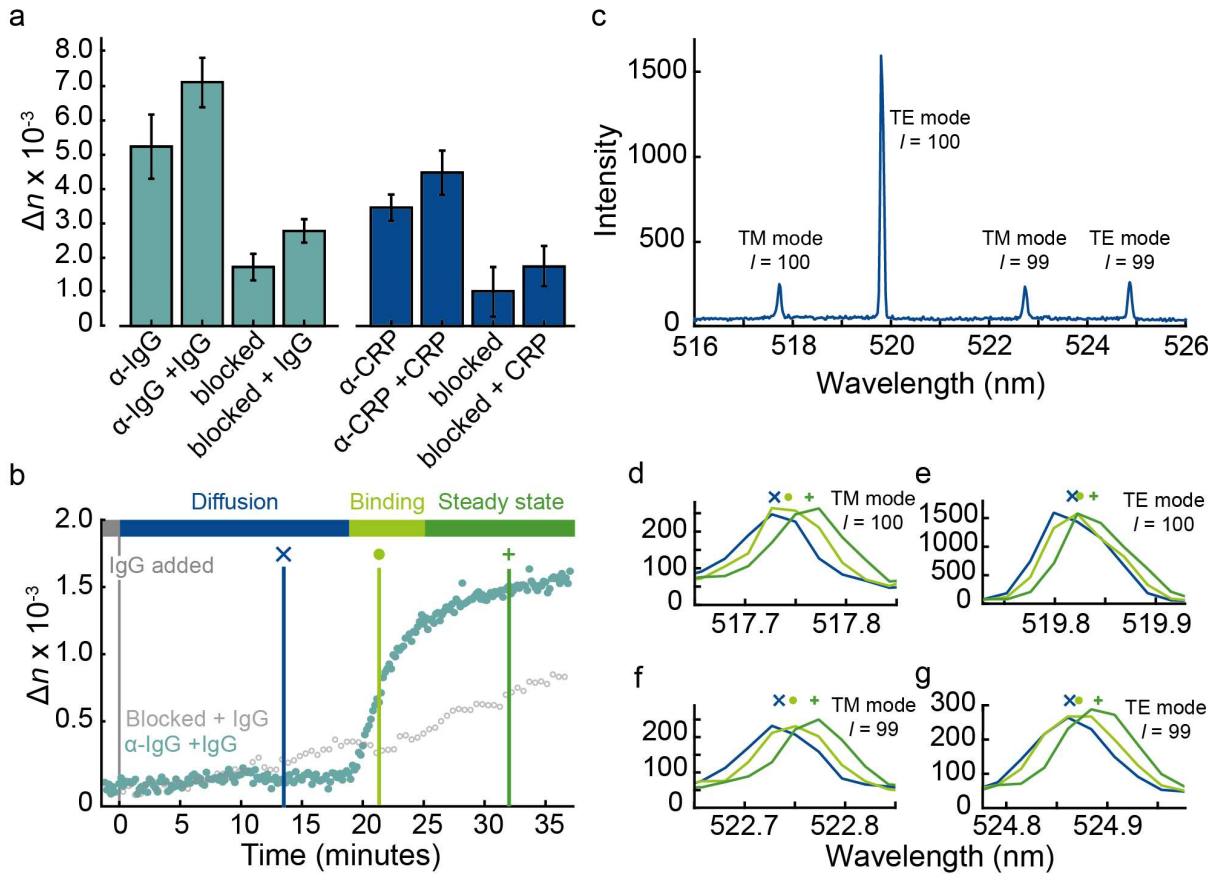 a
8.0
7.0
6.0
5.0
4.0
3.0
2.0
1.0
0
Δn x 10⁻³
α-IgG
α-IgG +IgG
blocked
blocked + IgG
α-CRP
α-CRP +CRP
blocked
blocked + CRP
b
Diffusion
Binding
Steady state
2.0
1.5
1.0
0.5
0
Δn x 10⁻³
IgG added
Blocked + IgG
α-IgG +IgG
0
5
10
15
20
25
30
35
Time (minutes)
c
1500
1000
500
0
Intensity
TM mode
l = 100
TE mode
l = 100
TM mode
l = 99
TE mode
l = 99
516
518
520
522
524
526
Wavelength (nm)
d
TM mode
l = 100
200
100
0
517.7
517.8
e
TE mode
l = 100
1500
1000
500
0
519.8
519.9
f
TM mode
l = 99
200
100
0
522.7
522.8
g
TE mode
l = 99
300
200
100
0
524.8
524.9
Wavelength (nm)